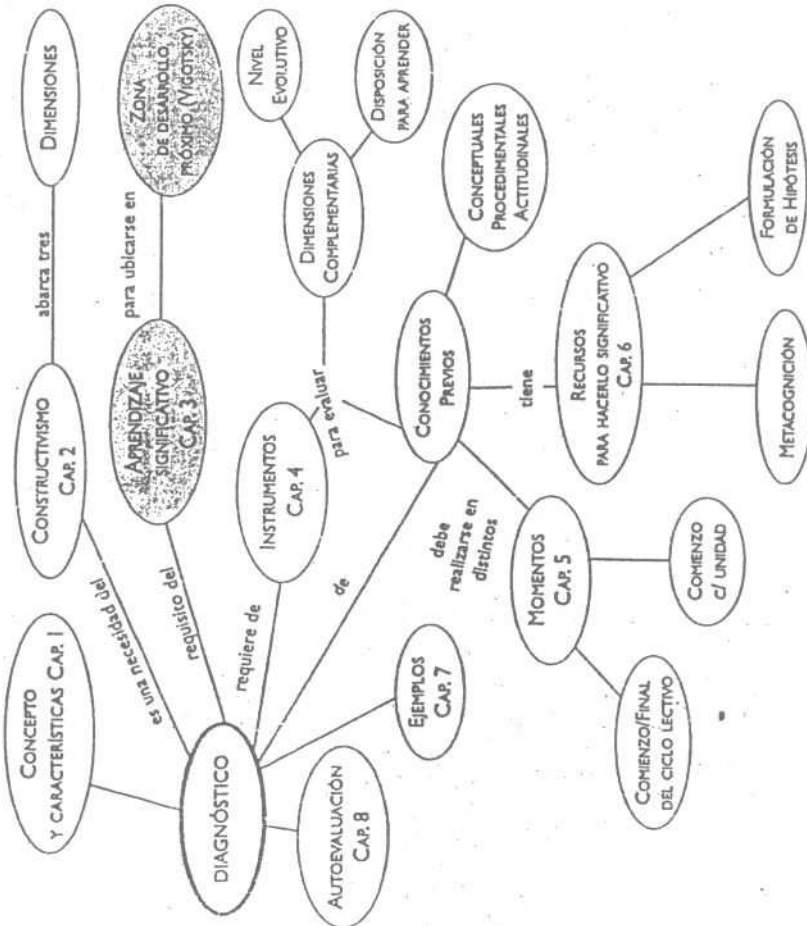 CONCEPTO
Y CARACTERÍSTICAS CAP. 1
es una necesidad del
CONSTRUCTIVISMO
CAP. 2
abarca tres
DIMENSIONES
requisito del
APRENDIZAJE
SIGNIFICATIVO
CAP. 3
para ubicarse en
ZONA
DE DESARROLLO
PRÓXIMO (VIGOTSKY)
DIAGNÓSTICO
requiere de
INSTRUMENTOS
CAP. 4
para evaluar
DIMENSIONES
COMPLEMENTARIAS
NIVEL
EVOLUTIVO
DISPOSICIÓN
PARA APRENDER
de
CONOCIMIENTOS
PREVIOS
CONCEPTUALES
PROCEDIMENTALES
ACTITUDINALES
AUTOEVALUACIÓN
CAP. 8
EJEMPLOS
CAP. 7
debe
realizarse en
distintos
MOMENTOS
CAP. 5
tiene
RECURSOS
PARA HACERLO SIGNIFICATIVO
CAP. 6
COMIENZO/FINAL
DEL CICLO LECTIVO
COMIENZO
c/ UNIDAD
METACOGNICIÓN
FORMULACIÓN
DE HIPÓTESIS